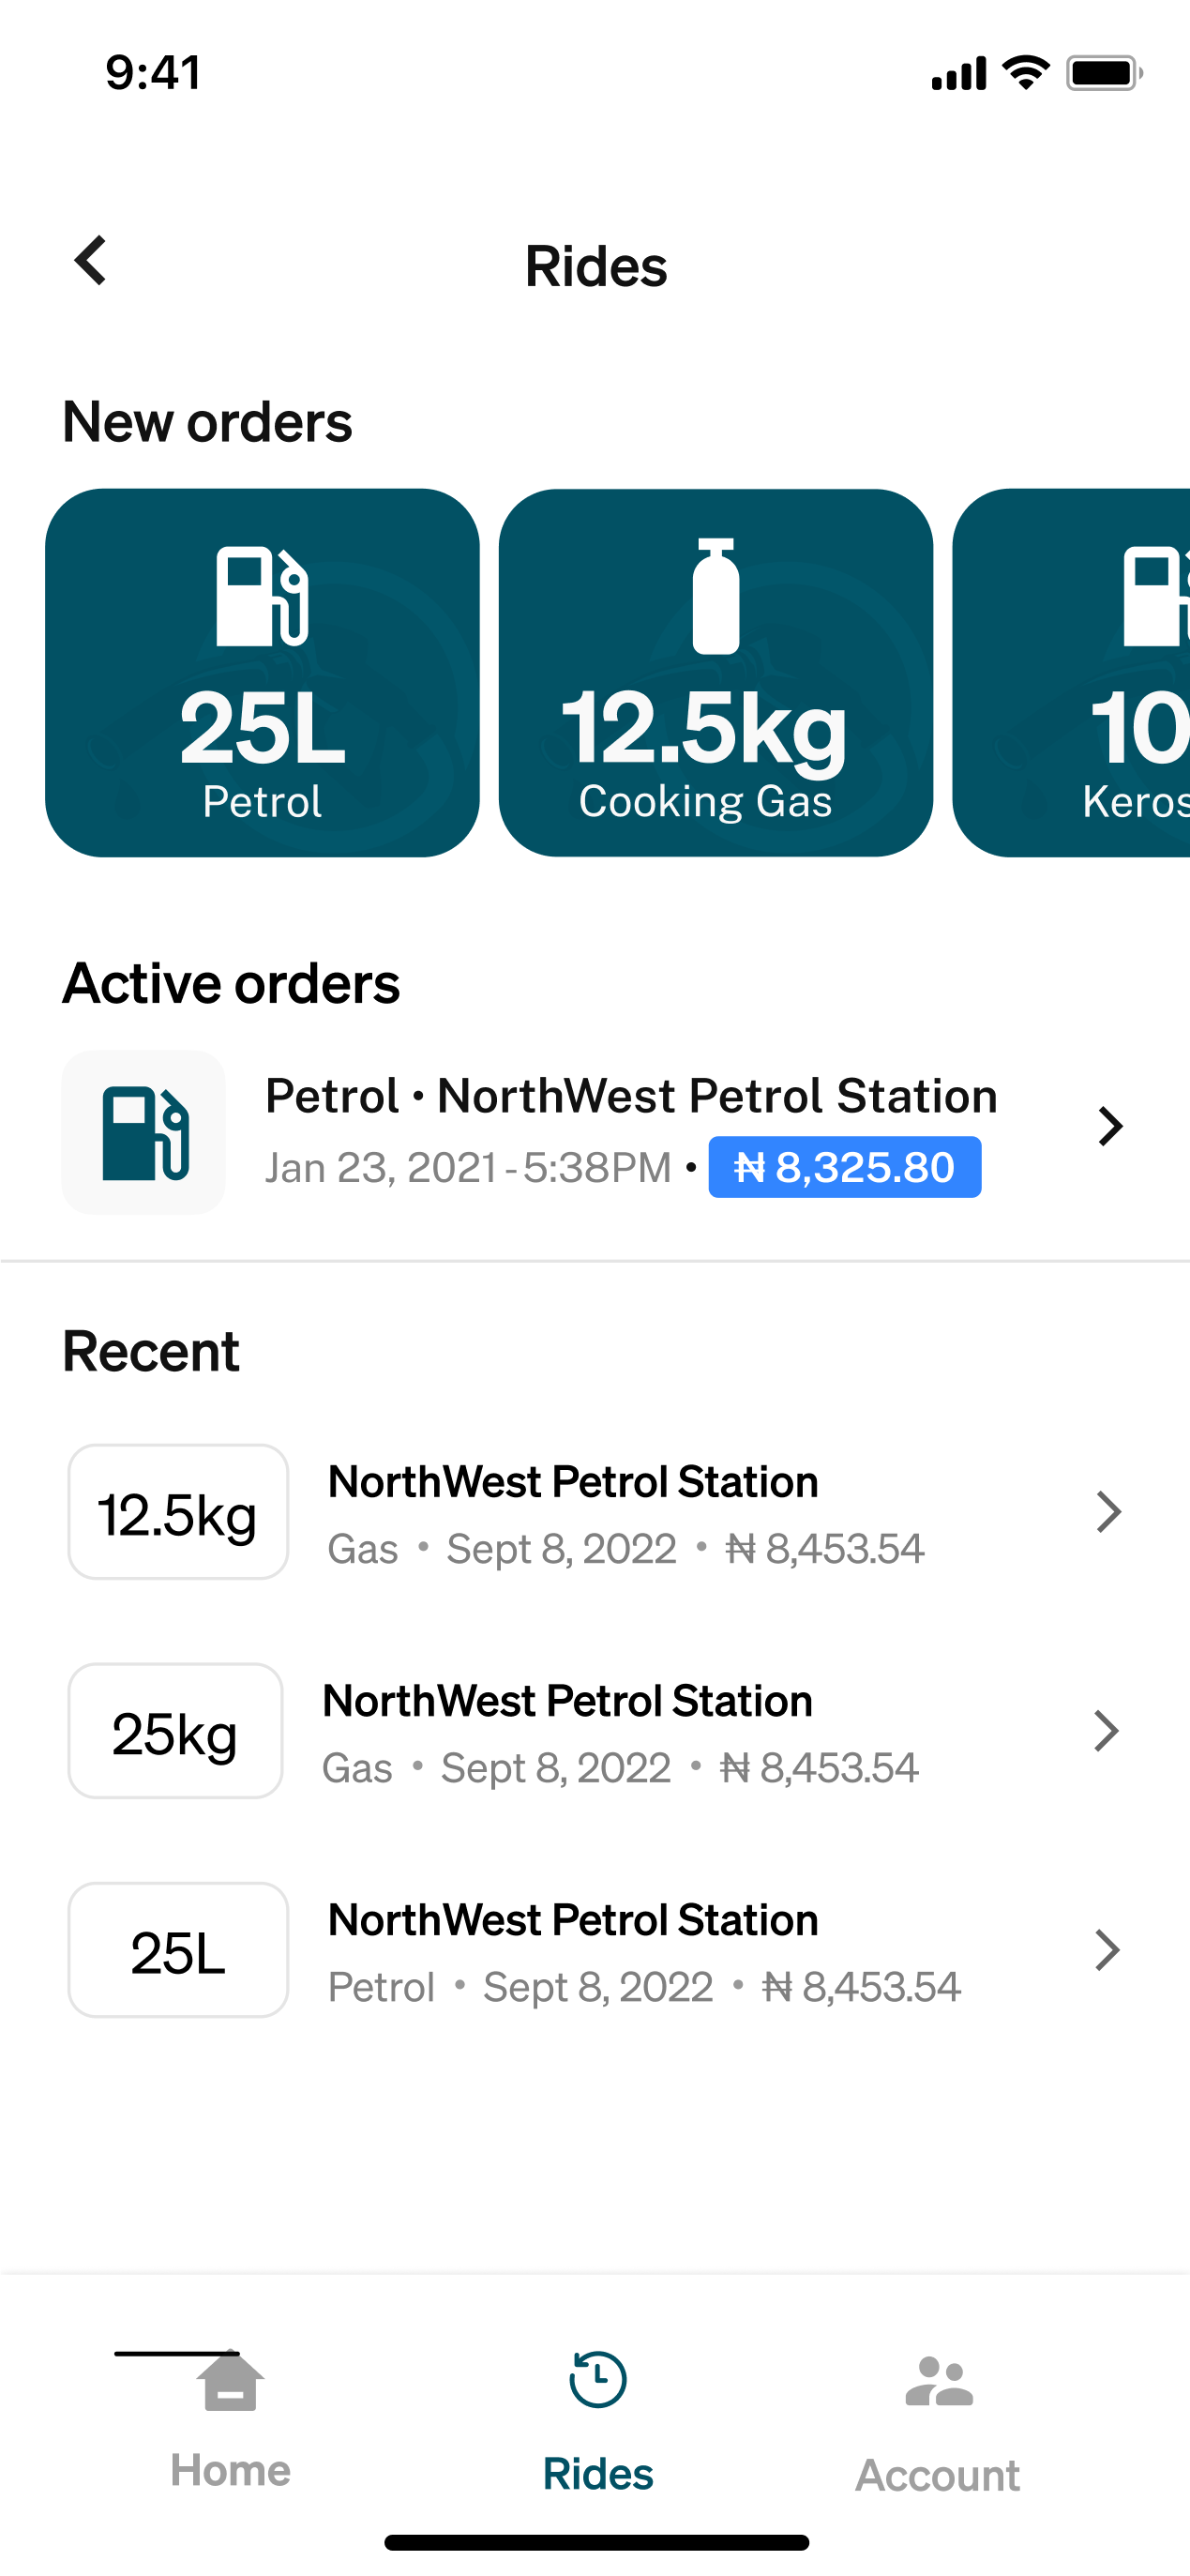 9:41
Rides
New orders
25L
Petrol
12.5kg
Cooking Gas
10
Keros
Active orders
Petrol • NorthWest Petrol Station
Jan 23, 2021 - 5:38PM • ₦ 8,325.80
Recent
12.5kg
NorthWest Petrol Station
Gas • Sept 8, 2022 • ₦ 8,453.54
25kg
NorthWest Petrol Station
Gas • Sept 8, 2022 • ₦ 8,453.54
25L
NorthWest Petrol Station
Petrol • Sept 8, 2022 • ₦ 8,453.54
Home
Rides
Account